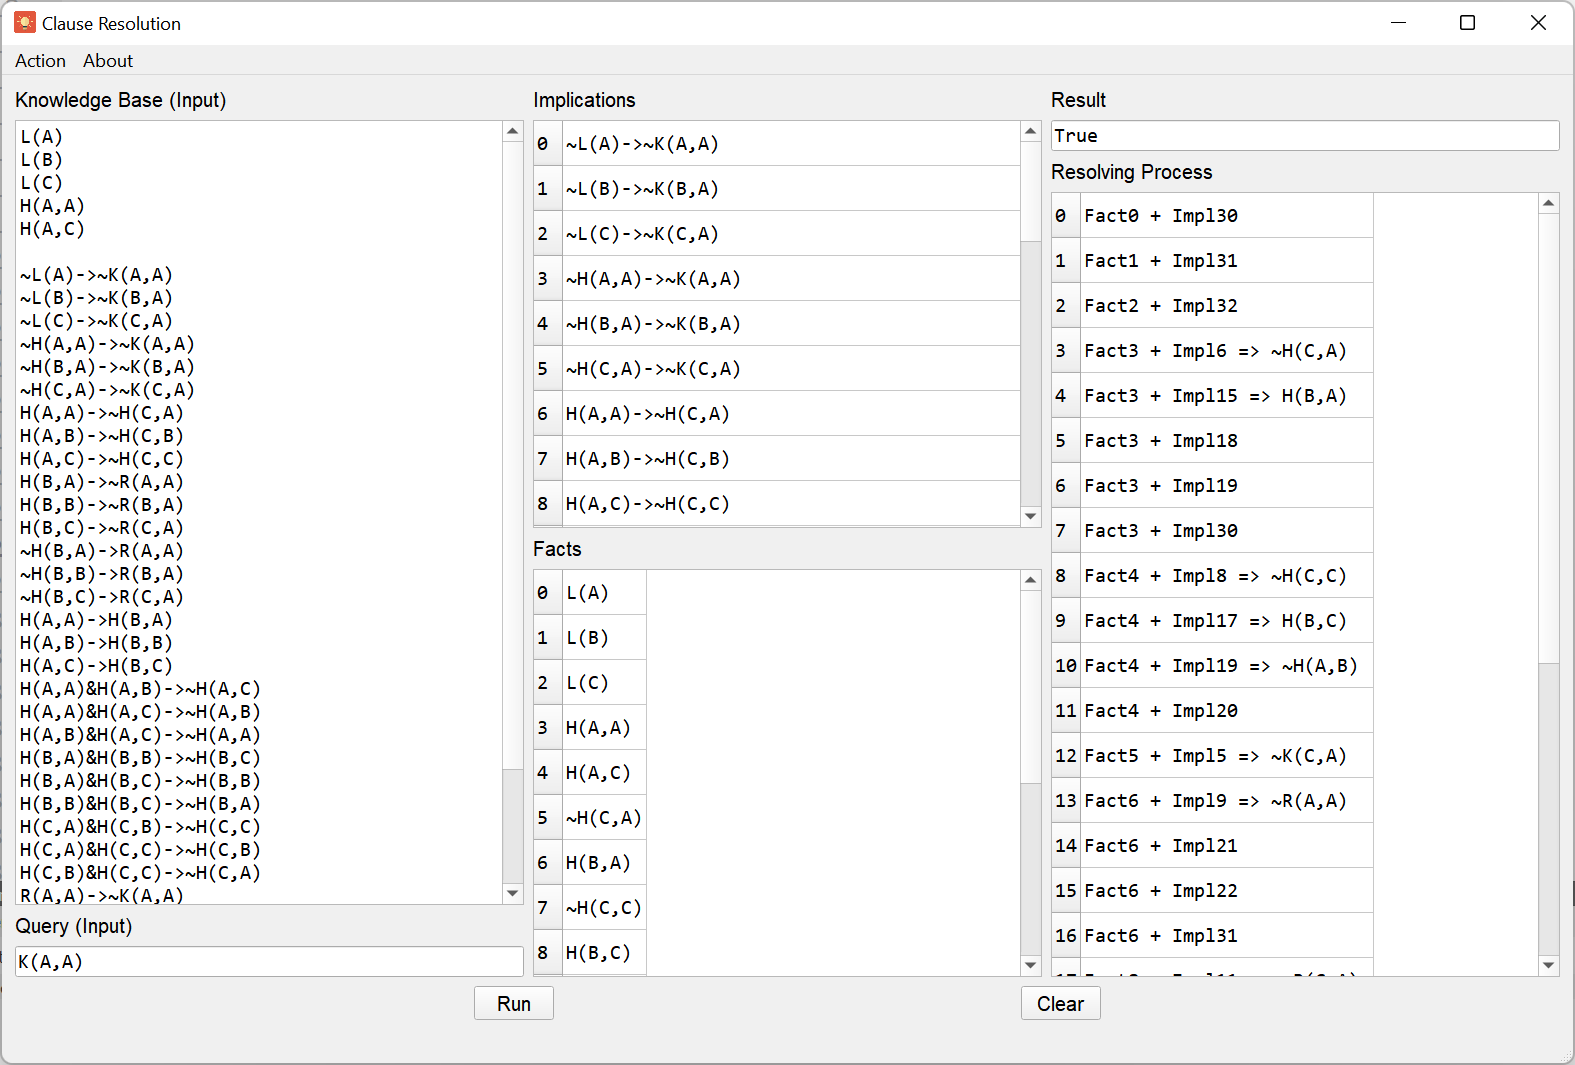 Clause Resolution
Action About
Knowledge Base (Input)
L(A)
L(B)
L(C)
H(A,A)
H(A,C)
~L(A)->~K(A,A)
~L(B)->~K(B,A)
~L(C)->~K(C,A)
~H(A,A)->~K(A,A)
~H(B,A)->~K(B,A)
~H(C,A)->~K(C,A)
H(A,A)->~H(C,A)
H(A,B)->~H(C,B)
H(A,C)->~H(C,C)
H(B,A)->~R(A,A)
H(B,B)->~R(B,A)
H(B,C)->~R(C,A)
~H(B,A)->R(A,A)
~H(B,B)->R(B,A)
~H(B,C)->R(C,A)
H(A,A)->H(B,A)
H(A,B)->H(B,B)
H(A,C)->H(B,C)
H(A,A)&H(A,B)->~H(A,C)
H(A,A)&H(A,C)->~H(A,B)
H(A,B)&H(A,C)->~H(A,A)
H(B,A)&H(B,B)->~H(B,C)
H(B,A)&H(B,C)->~H(B,B)
H(B,B)&H(B,C)->~H(B,A)
H(C,A)&H(C,B)->~H(C,C)
H(C,A)&H(C,C)->~H(C,B)
H(C,B)&H(C,C)->~H(C,A)
R(A,A)->~K(A,A)
Query (Input)
K(A,A)
Implications
0 ~L(A)->~K(A,A)
1 ~L(B)->~K(B,A)
2 ~L(C)->~K(C,A)
3 ~H(A,A)->~K(A,A)
4 ~H(B,A)->~K(B,A)
5 ~H(C,A)->~K(C,A)
6 H(A,A)->~H(C,A)
7 H(A,B)->~H(C,B)
8 H(A,C)->~H(C,C)
Facts
0 L(A)
1 L(B)
2 L(C)
3 H(A,A)
4 H(A,C)
5 ~H(C,A)
6 H(B,A)
7 ~H(C,C)
8 H(B,C)
Result
True
Resolving Process
0 Fact0 + Impl30
1 Fact1 + Impl31
2 Fact2 + Impl32
3 Fact3 + Impl6 => ~H(C,A)
4 Fact3 + Impl15 => H(B,A)
5 Fact3 + Impl18
6 Fact3 + Impl19
7 Fact3 + Impl30
8 Fact4 + Impl8 => ~H(C,C)
9 Fact4 + Impl17 => H(B,C)
10 Fact4 + Impl19 => ~H(A,B)
11 Fact4 + Impl20
12 Fact5 + Impl5 => ~K(C,A)
13 Fact6 + Impl9 => ~R(A,A)
14 Fact6 + Impl21
15 Fact6 + Impl22
16 Fact6 + Impl31
Run
Clear